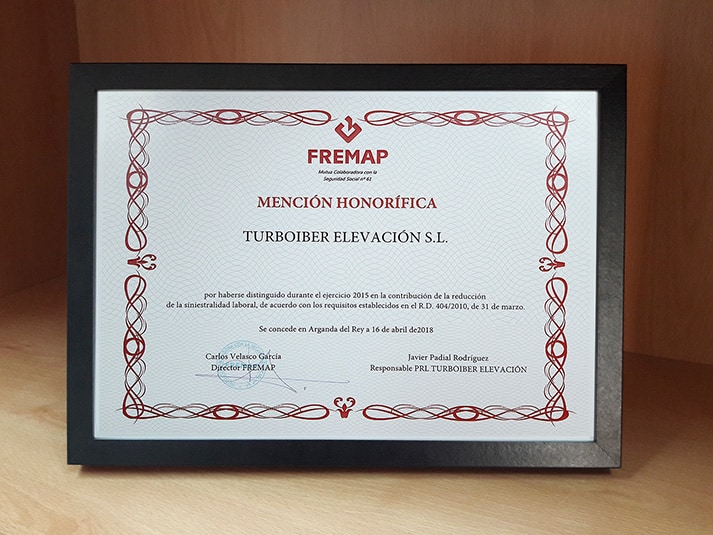 FREMAP
Mutua Colaboradora con la
Seguridad Social nº 61
MENCIÓN HONORÍFICA
TURBOIBER ELEVACIÓN S.L.
por haberse distinguido durante el ejercicio 2015 en la contribución de la reducción
de la siniestralidad laboral, de acuerdo con los requisitos establecidos en el R.D. 404/2010, de 31 de marzo.
Se concede en Arganda del Rey a 16 de abril de2018
Carlos Velasco García
Director FREMAP
Javier Padial Rodríguez
Responsable PRL TURBOIBER ELEVACIÓN